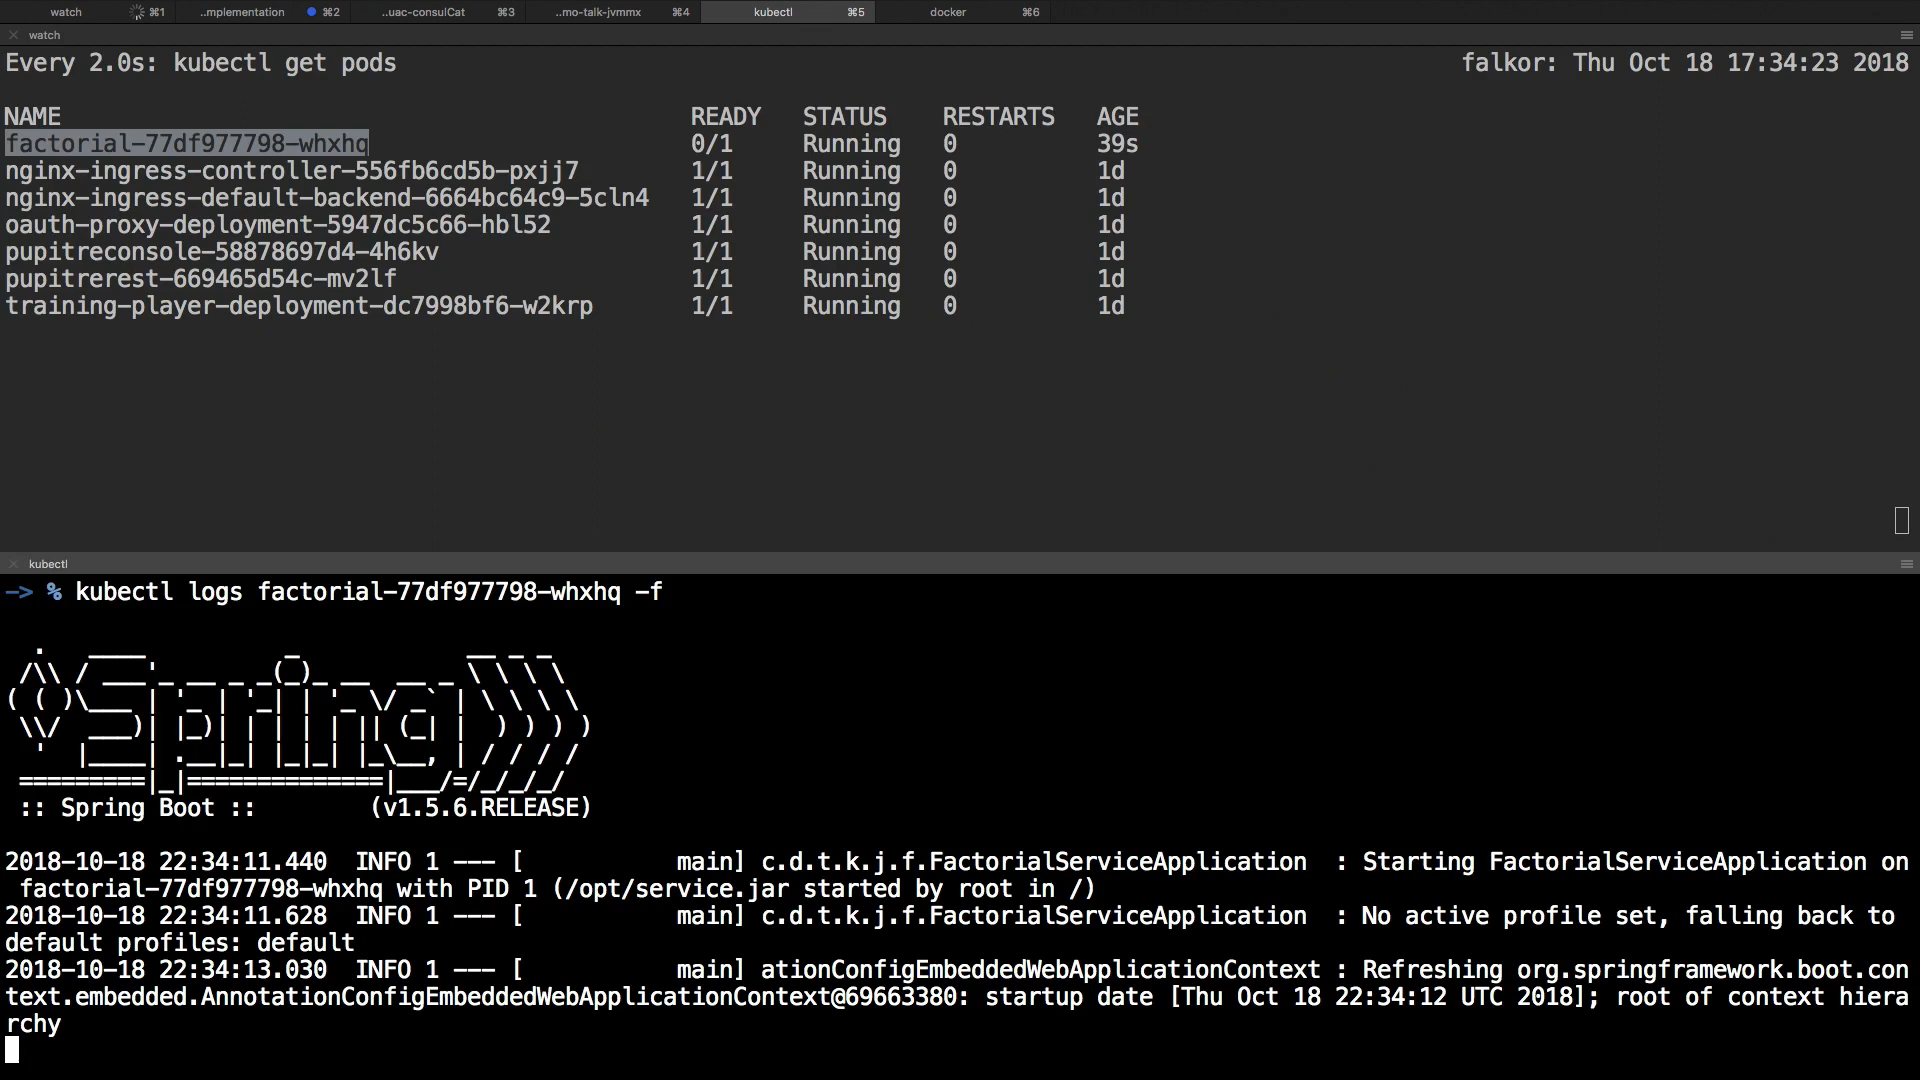 watch ⌘1 ..mplementation ⌘2 ..uac-consulCat ⌘3 ..mo-talk-jvmmx ⌘4 kubectl ⌘5 docker ⌘6
watch
Every 2.0s: kubectl get pods falkor: Thu Oct 18 17:34:23 2018
NAME READY STATUS RESTARTS AGE
factorial-77df977798-whxhq 0/1 Running 0 39s
nginx-ingress-controller-556fb6cd5b-pxjj7 1/1 Running 0 1d
nginx-ingress-default-backend-6664bc64c9-5cln4 1/1 Running 0 1d
oauth-proxy-deployment-5947dc5c66-hbl52 1/1 Running 0 1d
pupitreconsole-58878697d4-4h6kv 1/1 Running 0 1d
pupitrerest-669465d54c-mv2lf 1/1 Running 0 1d
training-player-deployment-dc7998bf6-w2krp 1/1 Running 0 1d
kubectl
-> % kubectl logs factorial-77df977798-whxhq -f
Spring
:: Spring Boot :: (v1.5.6.RELEASE)
2018-10-18 22:34:11.440 INFO 1 --- [ main] c.d.t.k.j.f.FactorialServiceApplication : Starting FactorialServiceApplication on
factorial-77df977798-whxhq with PID 1 (/opt/service.jar started by root in /)
2018-10-18 22:34:11.628 INFO 1 --- [ main] c.d.t.k.j.f.FactorialServiceApplication : No active profile set, falling back to
default profiles: default
2018-10-18 22:34:13.030 INFO 1 --- [ main] ationConfigEmbeddedWebApplicationContext : Refreshing org.springframework.boot.con
text.embedded.AnnotationConfigEmbeddedWebApplicationContext@69663380: startup date [Thu Oct 18 22:34:12 UTC 2018]; root of context hiera
rchy